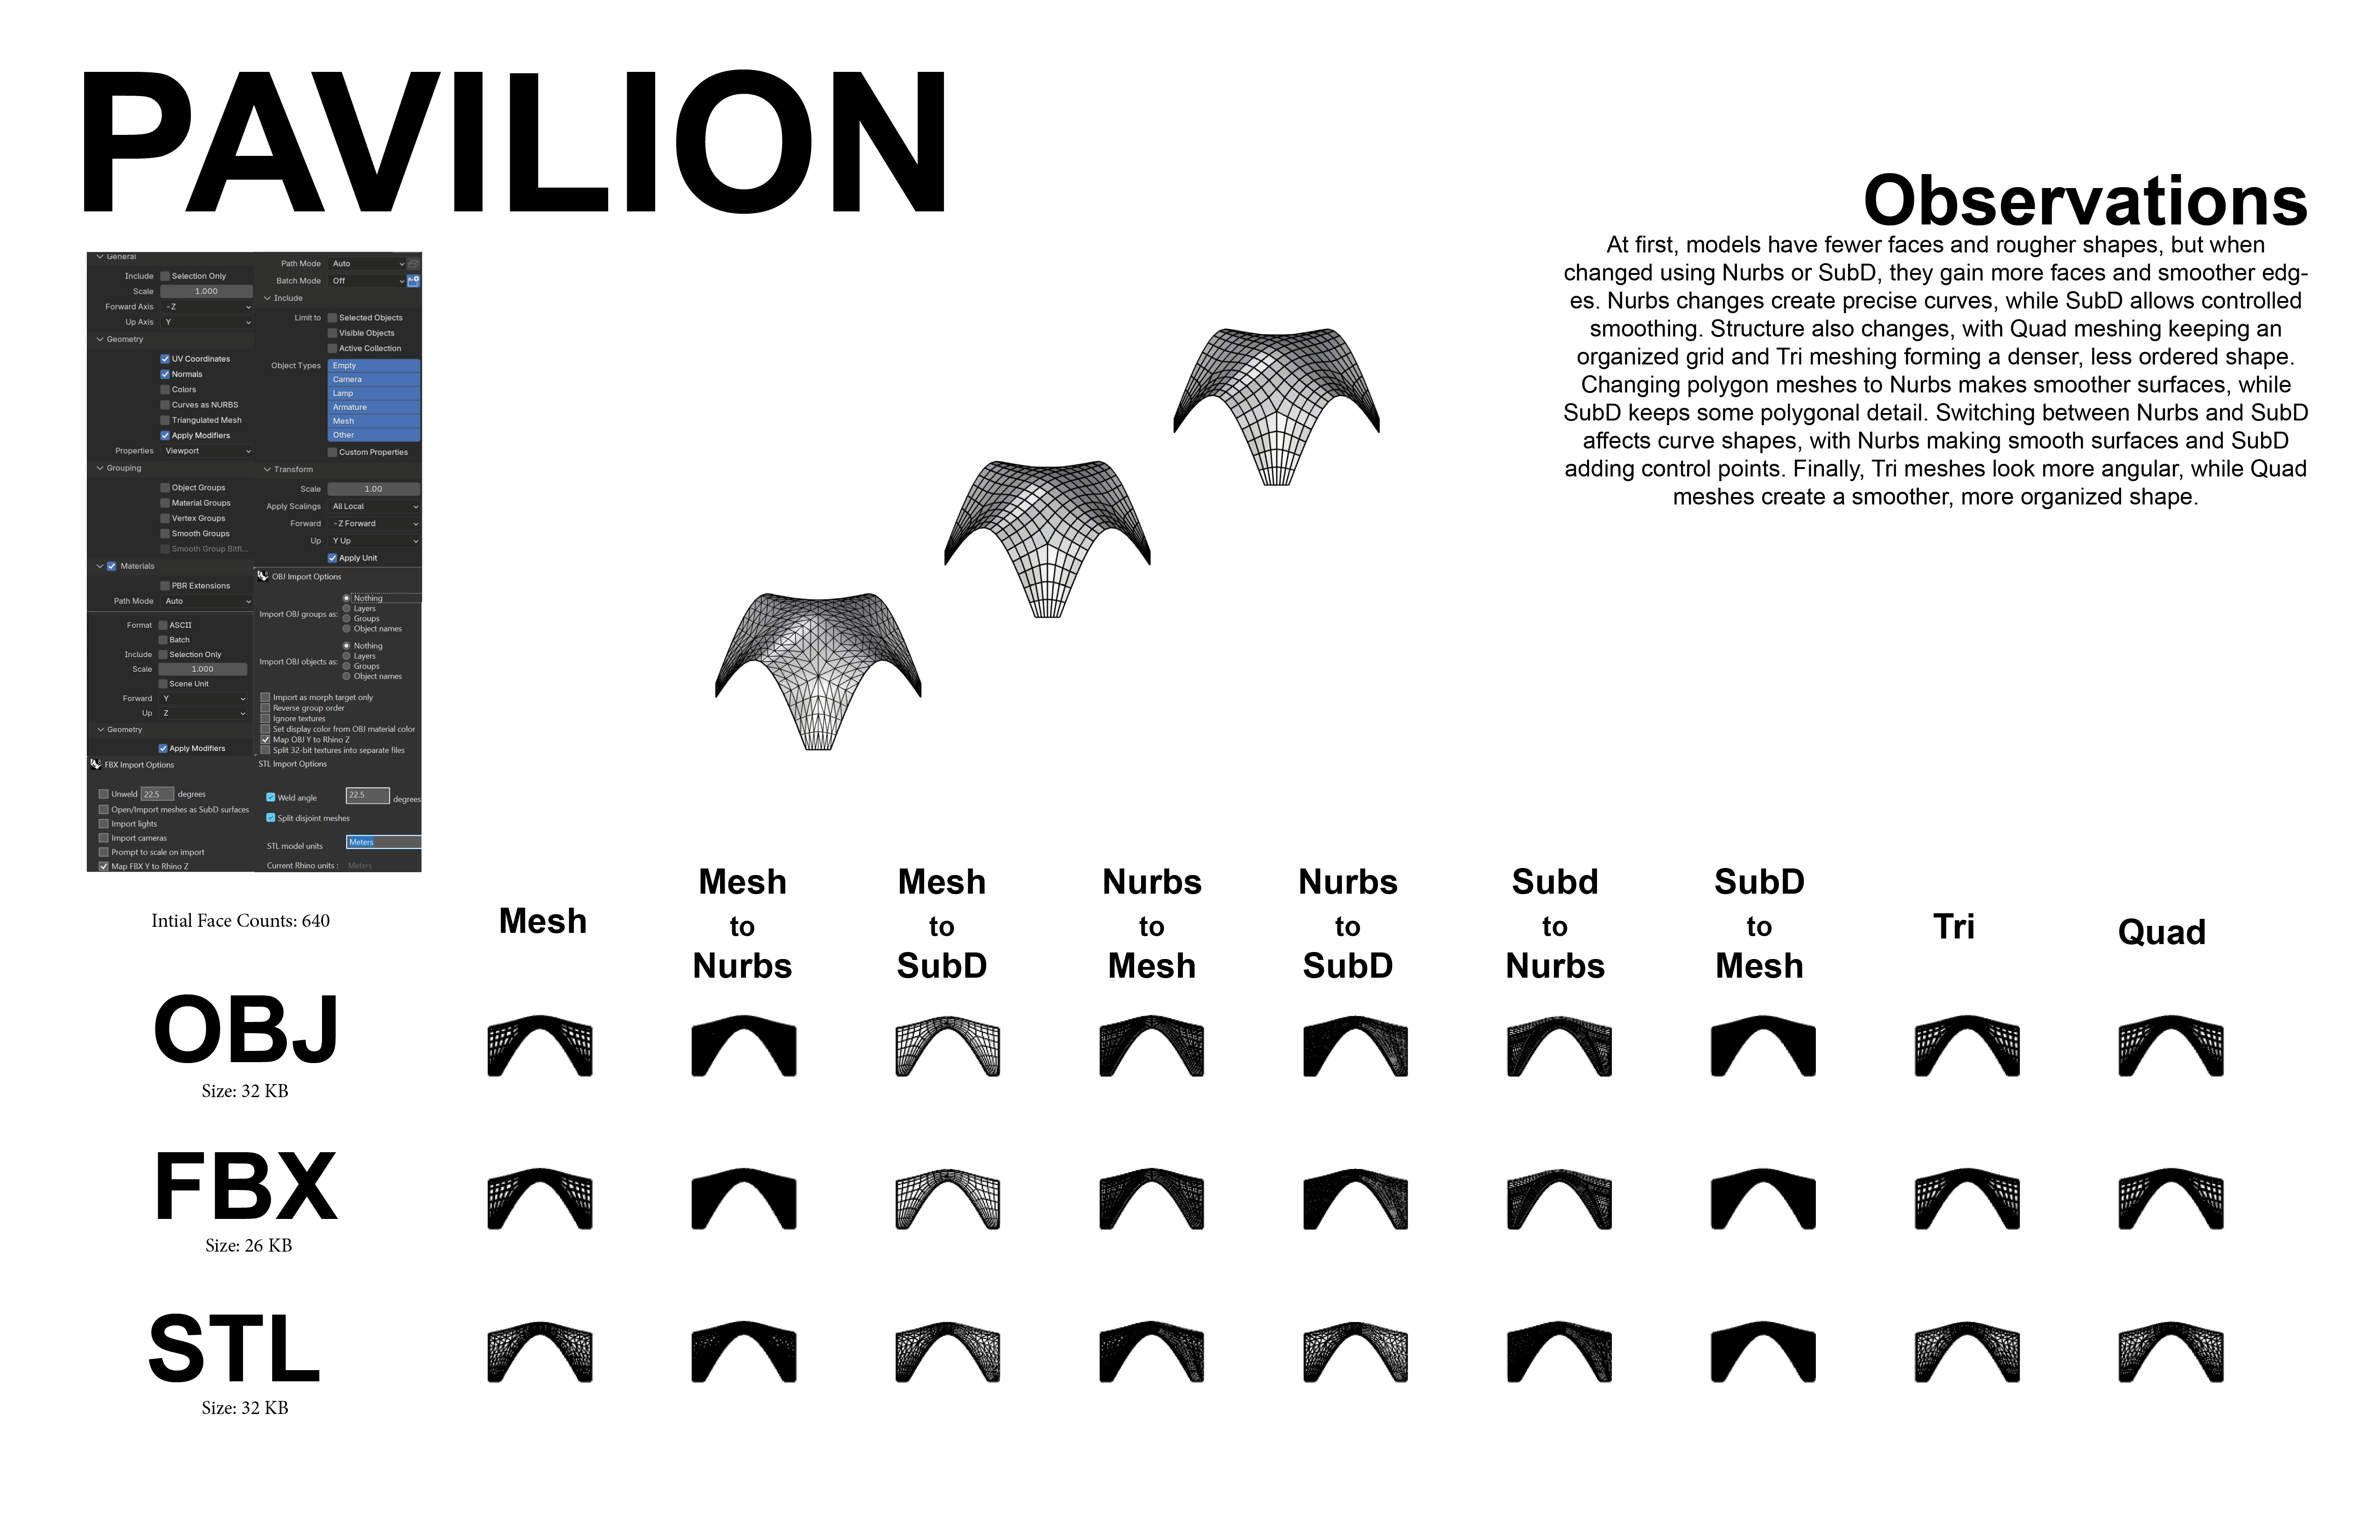 PAVILION
Observations
At first, models have fewer faces and rougher shapes, but when
changed using Nurbs or SubD, they gain more faces and smoother edg-
es. Nurbs changes create precise curves, while SubD allows controlled
smoothing. Structure also changes, with Quad meshing keeping an
organized grid and Tri meshing forming a denser, less ordered shape.
Changing polygon meshes to Nurbs makes smoother surfaces, while
SubD keeps some polygonal detail. Switching between Nurbs and SubD
affects curve shapes, with Nurbs making smooth surfaces and SubD
adding control points. Finally, Tri meshes look more angular, while Quad
meshes create a smoother, more organized shape.
General
Include Selection Only
Scale 1.000
Forward Axis -Z
Up Axis Y
Geometry
UV Coordinates
Normals
Colors
Curves as NURBS
Triangulated Mesh
Apply Modifiers
Properties Viewport
Grouping
Object Groups
Material Groups
Vertex Groups
Smooth Groups
Smooth Group Bitfl...
Materials
PBR Extensions
Path Mode Auto
Format ASCII
Batch
Include Selection Only
Scale 1.000
Scene Unit
Forward Y
Up Z
Geometry
Apply Modifiers
FBX Import Options
Unweld 22.5 degrees
Open/Import meshes as SubD surfaces
Import lights
Import cameras
Prompt to scale on import
Map FBX Y to Rhino Z
Path Mode Auto
Batch Mode Off
Include
Limit to Selected Objects
Visible Objects
Active Collection
Object Types Empty
Camera
Lamp
Armature
Mesh
Other
Custom Properties
Transform
Scale 1.00
Apply Scalings All Local
Forward -Z Forward
Up Y Up
Apply Unit
OBJ Import Options
Import OBJ groups as: Nothing
Layers
Groups
Object names
Import OBJ objects as: Nothing
Layers
Groups
Object names
Import as morph target only
Reverse group order
Ignore textures
Set display color from OBJ material color
Map OBJ Y to Rhino Z
Split 32-bit textures into separate files
STL Import Options
Weld angle 22.5 degrees
Split disjoint meshes
STL model units Meters
Current Rhino units : Meters
Intial Face Counts: 640
Mesh
Mesh
to
Nurbs
Mesh
to
SubD
Nurbs
to
Mesh
Nurbs
to
SubD
Subd
to
Nurbs
SubD
to
Mesh
Tri
Quad
OBJ
Size: 32 KB
FBX
Size: 26 KB
STL
Size: 32 KB